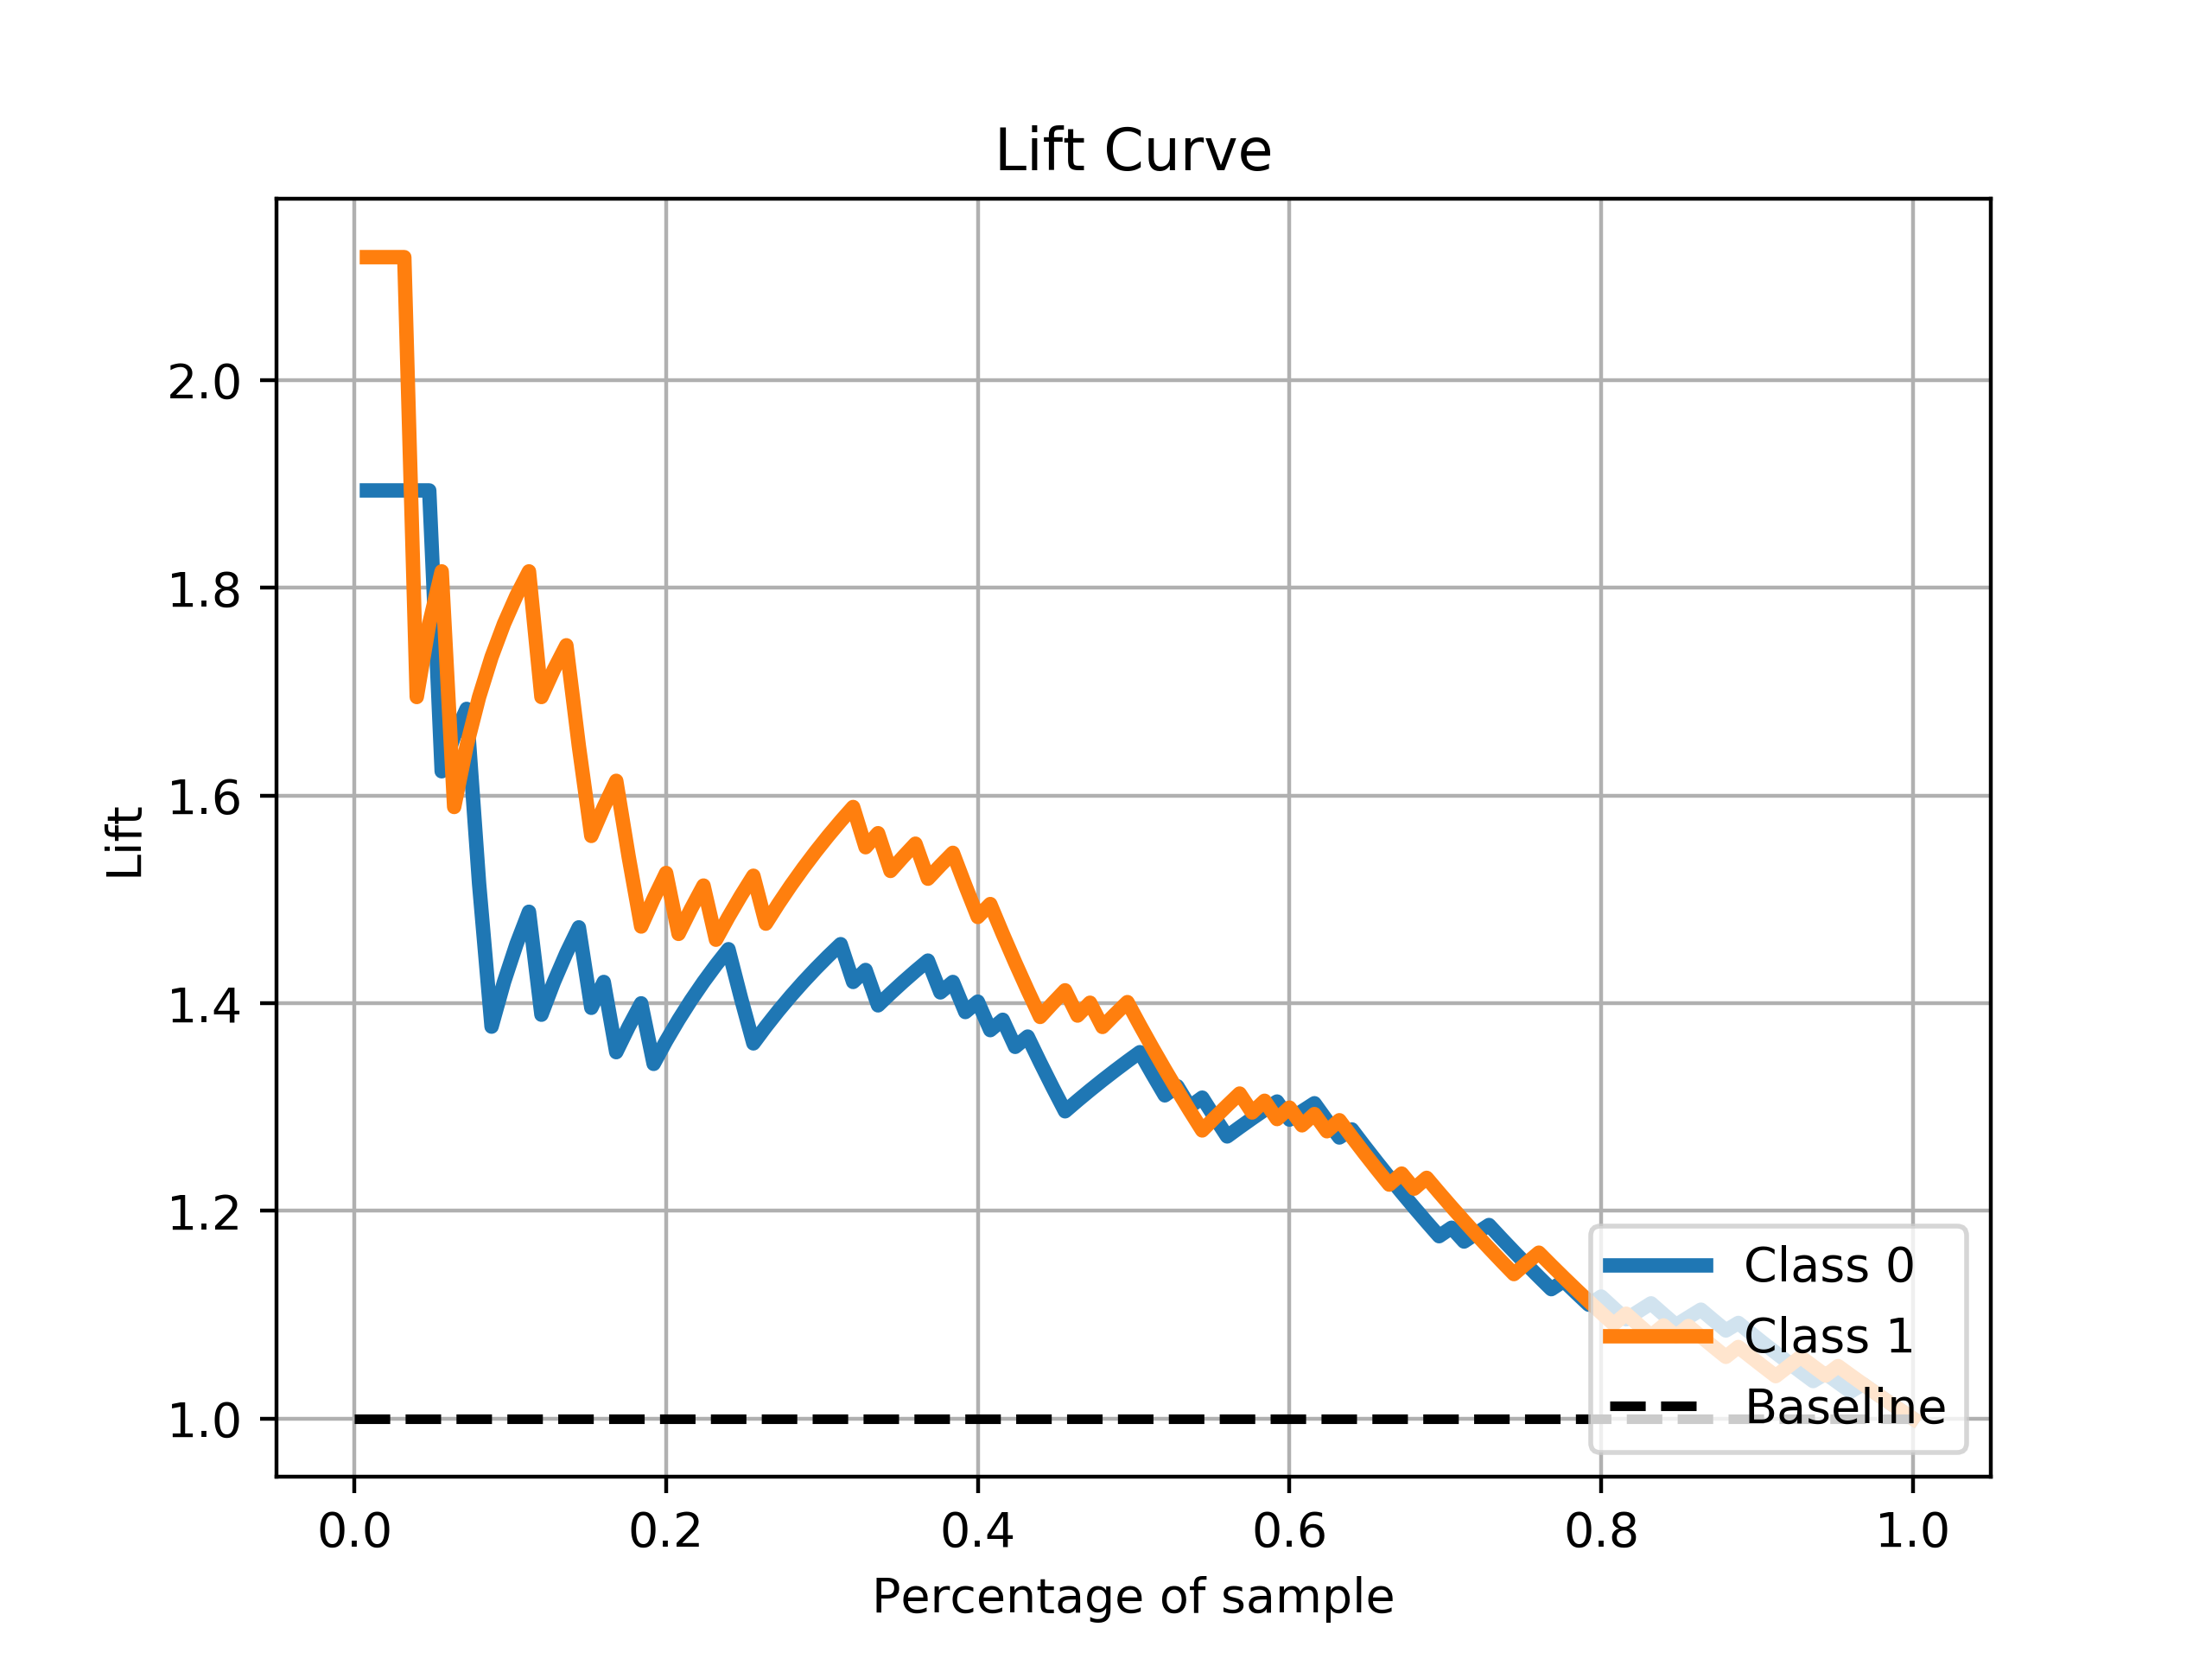 Lift Curve
Lift
2.0
1.8
1.6
1.4
1.2
1.0
0.0 0.2 0.4 0.6 0.8 1.0
Percentage of sample
Class 0
Class 1
Baseline